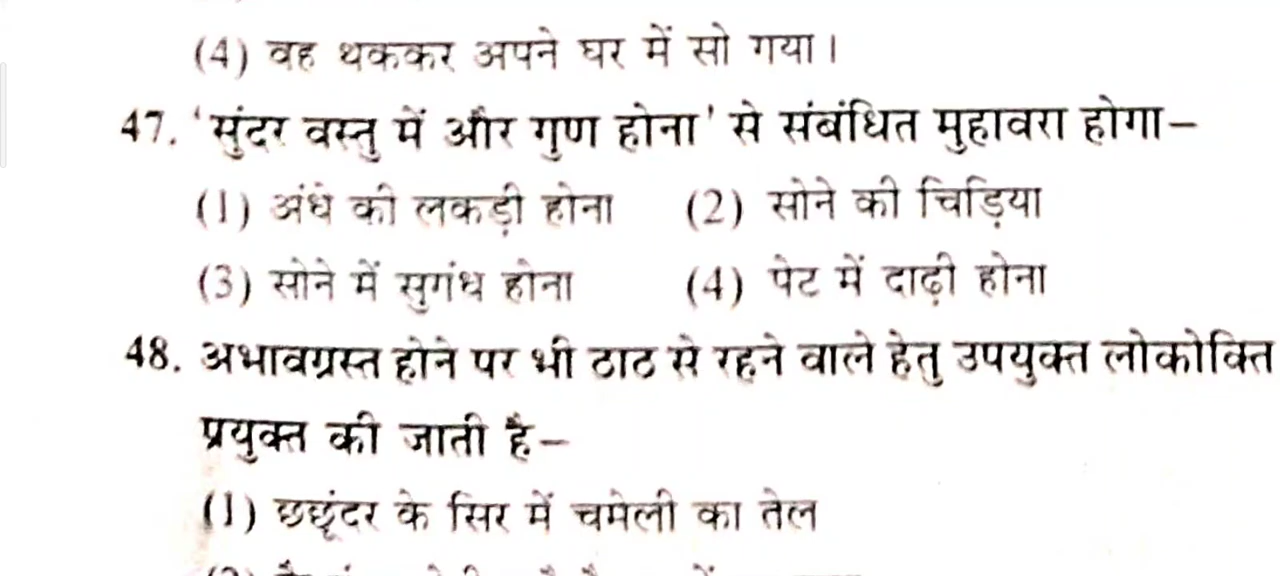 (4) वह थककर अपने घर में सो गया।
47. 'सुंदर वस्तु में और गुण होना' से संबंधित मुहावरा होगा–
(1) अंधे की लकड़ी होना (2) सोने की चिड़िया
(3) सोने में सुगंध होना (4) पेट में दाढ़ी होना
48. अभावग्रस्त होने पर भी ठाठ से रहने वाले हेतु उपयुक्त लोकोक्ति
प्रयुक्त की जाती है–
(1) छछूंदर के सिर में चमेली का तेल